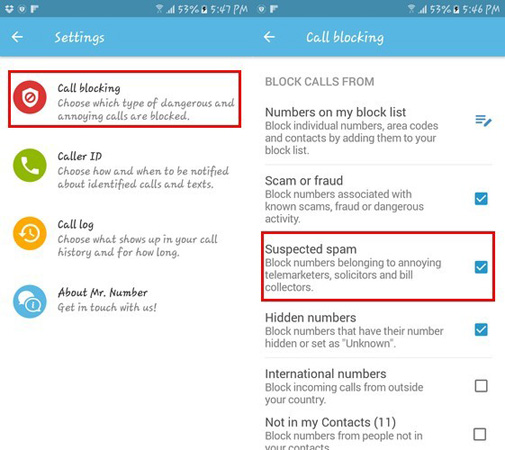 53% 5:47 PM
Settings
Call blocking
Choose which type of dangerous and
annoying calls are blocked.
Caller ID
Choose how and when to be notified
about identified calls and texts.
Call log
Choose what shows up in your call
history and for how long.
About Mr. Number
Get in touch with us!
53% 5:46 PM
Call blocking
BLOCK CALLS FROM
Numbers on my block list
Block individual numbers, area codes
and contacts by adding them to your
block list.
Scam or fraud
Block numbers associated with
known scams, fraud or dangerous
activity.
Suspected spam
Block numbers belonging to annoying
telemarketers, solicitors and bill
collectors.
Hidden numbers
Block numbers that have their number
hidden or set as "Unknown".
International numbers
Block incoming calls from outside
your country.
Not in my Contacts (11)
Block numbers from people not in
your contacts.